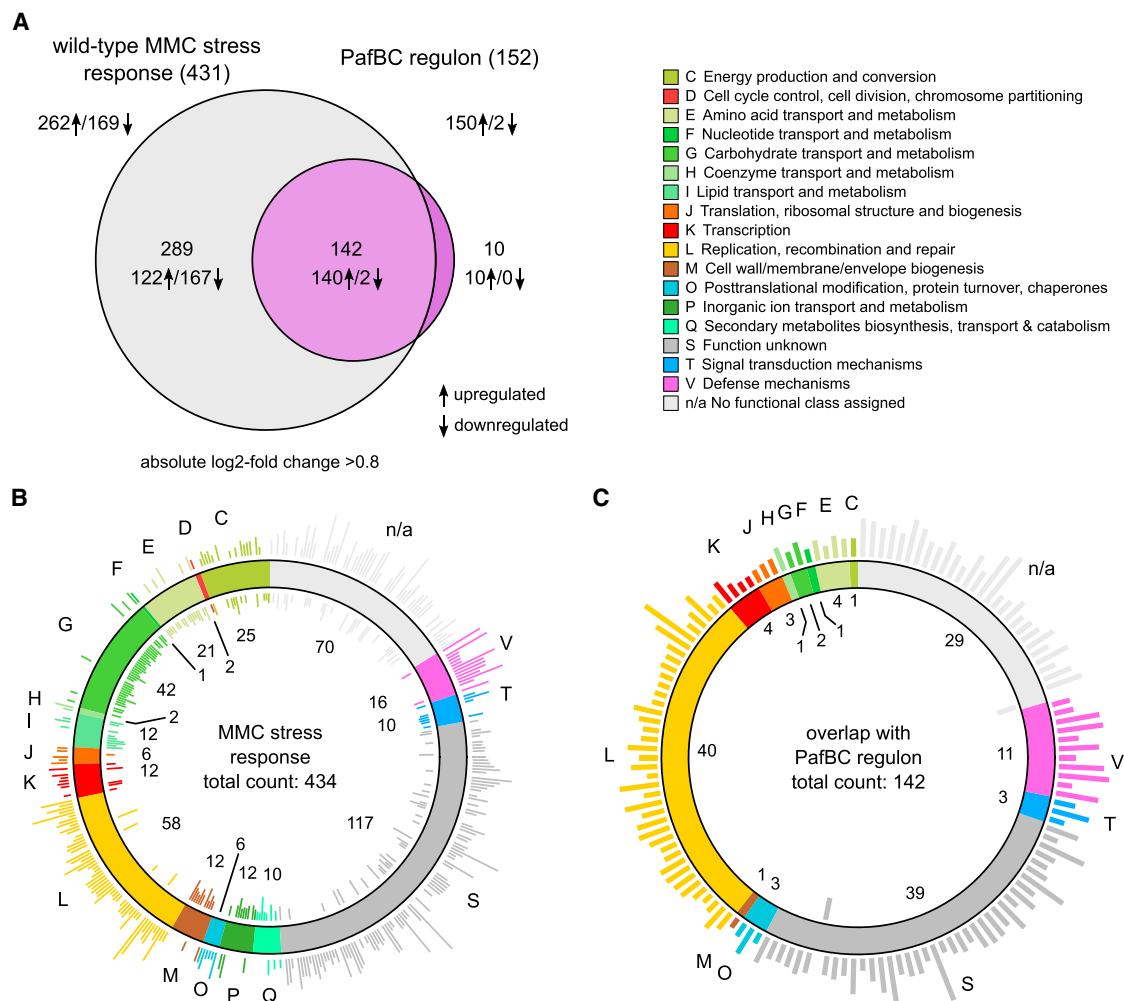 A
wild-type MMC stress
response (431)
PafBC regulon (152)
262↑/169↓
150↑/2↓
289
122↑/167↓
142
140↑/2↓
10
10↑/0↓
↑ upregulated
↓ downregulated
absolute log2-fold change >0.8
C Energy production and conversion
D Cell cycle control, cell division, chromosome partitioning
E Amino acid transport and metabolism
F Nucleotide transport and metabolism
G Carbohydrate transport and metabolism
H Coenzyme transport and metabolism
I Lipid transport and metabolism
J Translation, ribosomal structure and biogenesis
K Transcription
L Replication, recombination and repair
M Cell wall/membrane/envelope biogenesis
O Posttranslational modification, protein turnover, chaperones
P Inorganic ion transport and metabolism
Q Secondary metabolites biosynthesis, transport & catabolism
S Function unknown
T Signal transduction mechanisms
V Defense mechanisms
n/a No functional class assigned
B
n/a
V
T
S
Q
P
O
M
L
K
J
I
H
G
F
E
D
C
70
16
10
117
10
12
6
12
58
12
6
12
2
42
1
21
2
25
MMC stress
response
total count: 434
C
n/a
V
T
S
O
M
L
K
J
H
G
F
E
C
29
11
3
39
3
1
40
4
3
1
2
1
4
1
overlap with
PafBC regulon
total count: 142